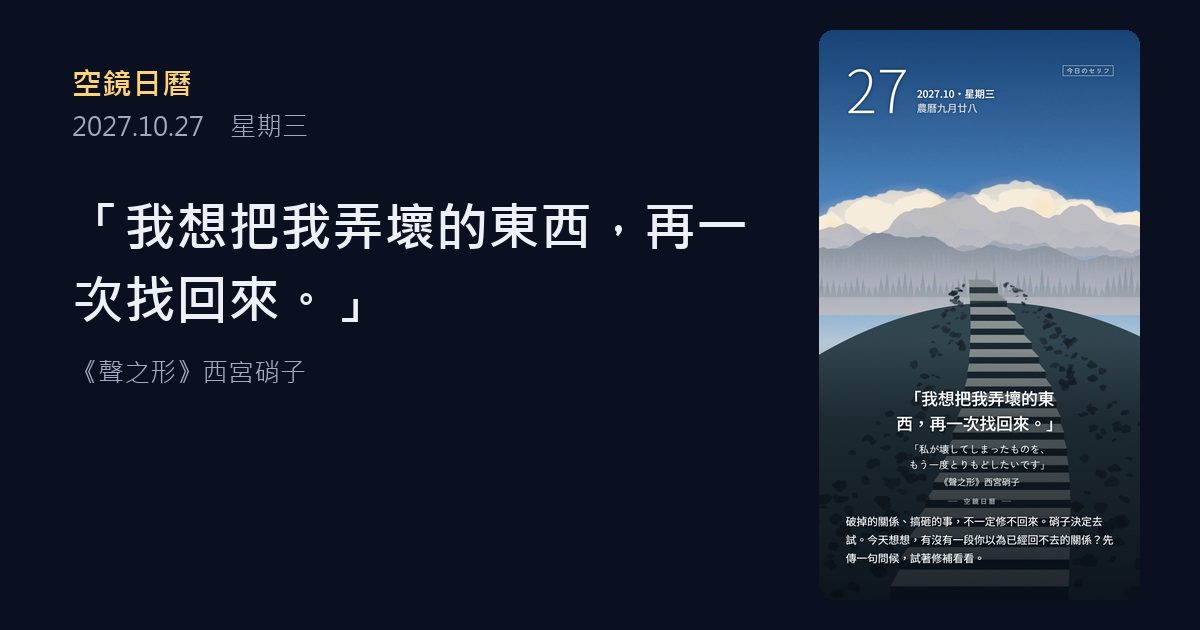 空鏡日曆
2027.10.27 星期三
「我想把我弄壞的東西，再一
次找回來。」
《聲之形》西宮硝子
27
2027.10・星期三
農曆九月廿八
今日のセリフ
「我想把我弄壞的東
西，再一次找回來。」
「私が壊してしまったものを、
もう一度とりもどしたいです」
《聲之形》西宮硝子
空鏡日曆
破掉的關係、搞砸的事，不一定修不回來。硝子決定去
試。今天想想，有沒有一段你以為已經回不去的關係？先
傳一句問候，試著修補看看。